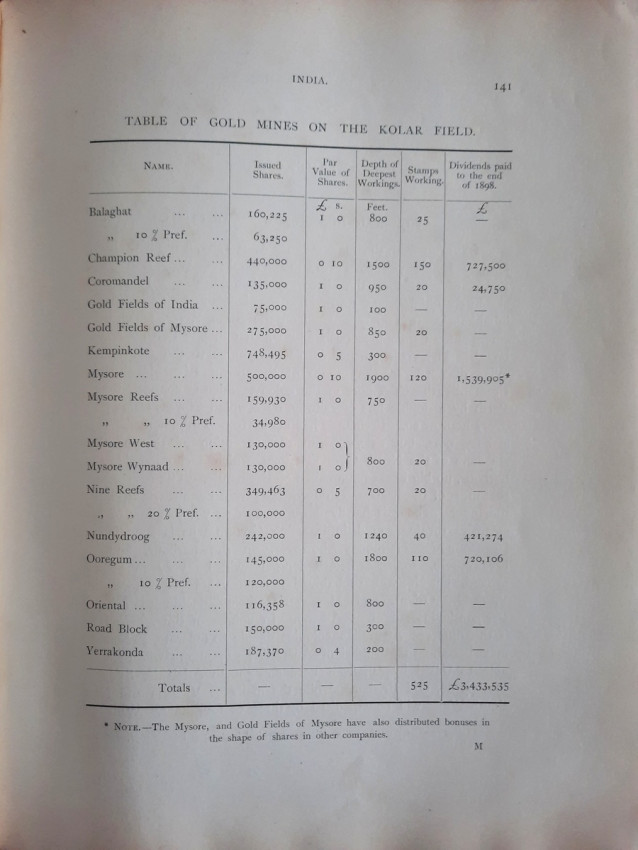 INDIA.
141
TABLE OF GOLD MINES ON THE KOLAR FIELD.
NAME. Issued Shares. Par Value of Shares. Depth of Deepest Workings. Stamps Working. Dividends paid to the end of 1898.
£ s. Feet. £
Balaghat ... ... 160,225 1 0 800 25 —
„ 10 % Pref. ... 63,250
Champion Reef ... ... 440,000 0 10 1500 150 727,500
Coromandel ... ... 135,000 1 0 950 20 24,750
Gold Fields of India ... 75,000 1 0 100 — —
Gold Fields of Mysore ... 275,000 1 0 850 20 —
Kempinkote ... ... 748,495 0 5 300 — —
Mysore ... ... ... 500,000 0 10 1900 120 1,539,905*
Mysore Reefs ... ... 159,930 1 0 750 — —
„ „ 10 % Pref. 34,980
Mysore West ... ... 130,000 1 0
Mysore Wynaad ... ... 130,000 1 0 } 800 20 —
Nine Reefs ... ... 349,463 0 5 700 20 —
„ „ 20 % Pref. ... 100,000
Nundydroog ... ... 242,000 1 0 1240 40 421,274
Ooregum ... ... ... 145,000 1 0 1800 110 720,106
„ 10 % Pref. ... 120,000
Oriental ... ... ... 116,358 1 0 800 — —
Road Block ... ... 150,000 1 0 300 — —
Yerrakonda ... ... 187,370 0 4 200 — —
Totals ... — — — 525 £3,433,535
* NOTE.—The Mysore, and Gold Fields of Mysore have also distributed bonuses in
the shape of shares in other companies.
M